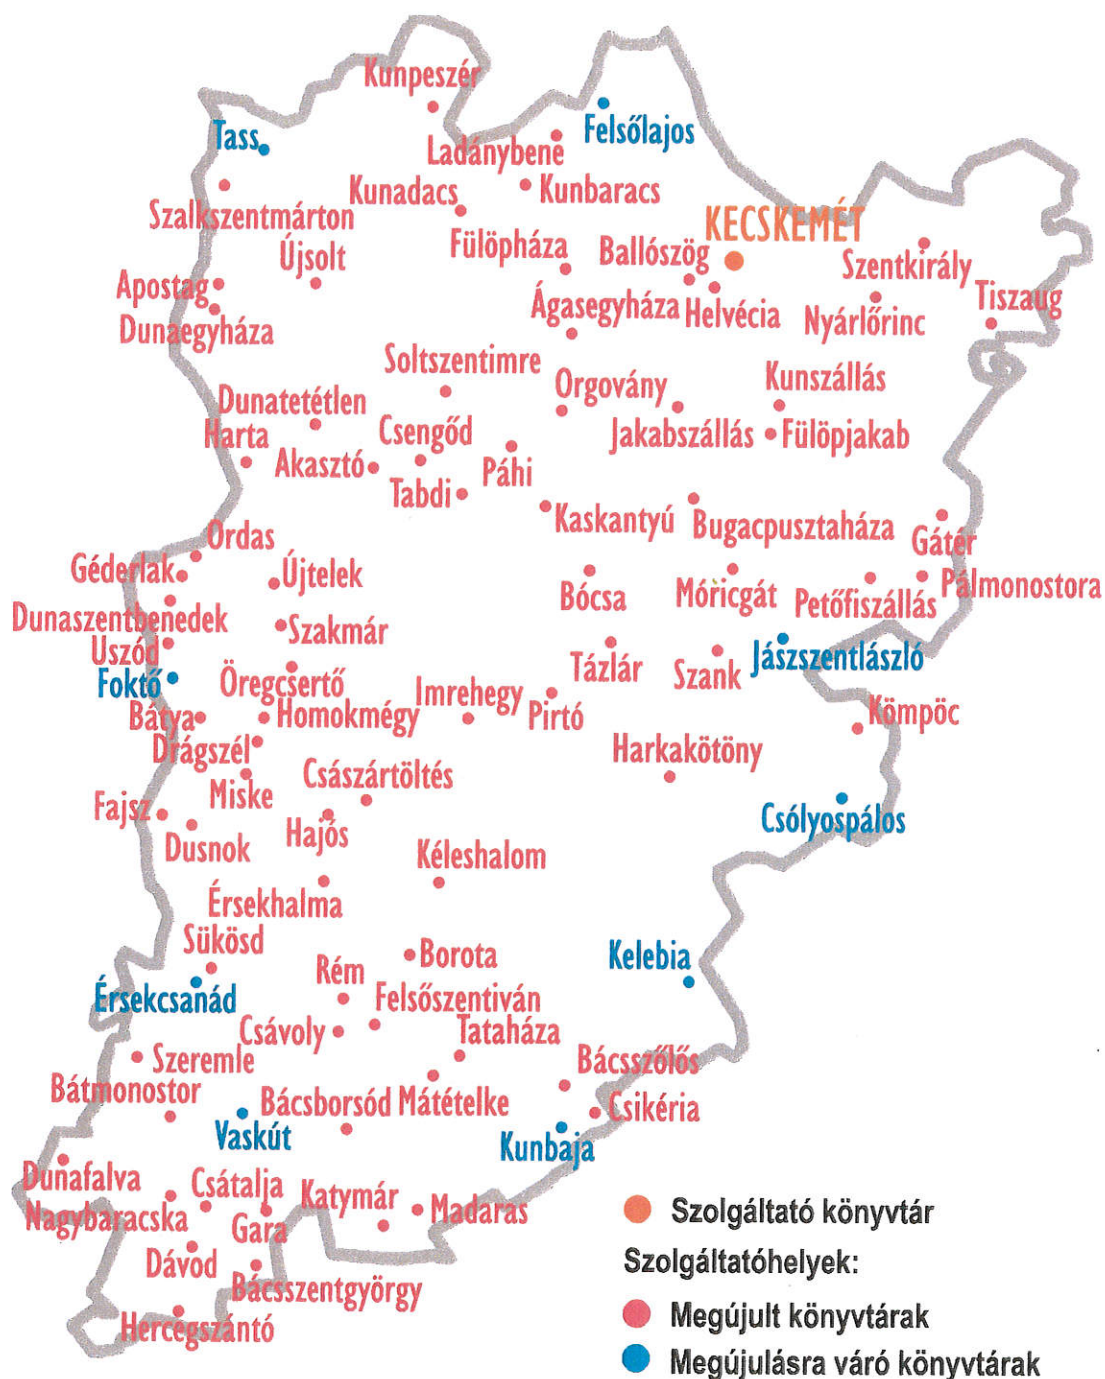 Kunpeszér
Tass
Felsőlajos
Ladánybene
Kunadacs
Kunbaracs
Szalkszentmárton
KECSKEMÉT
Fülöpháza
Ballószög
Újsolt
Szentkirály
Apostag
Tiszaug
Ágasegyháza
Helvécia
Nyárlőrinc
Dunaegyháza
Soltszentimre
Orgovány
Kunszállás
Dunatetétlen
Harta
Csengőd
Jakabszállás
Fülöpjakab
Akasztó
Páhi
Tabdi
Kaskantyú
Bugacpusztaháza
Gátér
Ordas
Géderlak
Újtelek
Bócsa
Móricgát
Petőfiszállás
Pálmonostora
Dunaszentbenedek
Szakmár
Uszód
Jászszentlászló
Tázlár
Szank
Foktő
Öregcsertő
Imrehegy
Pirtó
Kömpöc
Bátya
Homokmégy
Drágszél
Harkakötöny
Császártöltés
Miske
Fajsz
Csólyospálos
Hajós
Dusnok
Kéleshalom
Érsekhalma
Sükösd
Borota
Kelebia
Rém
Érsekcsanád
Felsőszentiván
Csávoly
Tataháza
Szeremle
Bácsszőlős
Bátmonostor
Bácsborsód
Mátételke
Csikéria
Vaskút
Kunbaja
Dunafalva
Csátalja
Katymár
Madaras
Nagybaracska
Gara
Dávod
Bácsszentgyörgy
Hercegszántó
Szolgáltató könyvtár
Szolgáltatóhelyek:
Megújult könyvtárak
Megújulásra váró könyvtárak